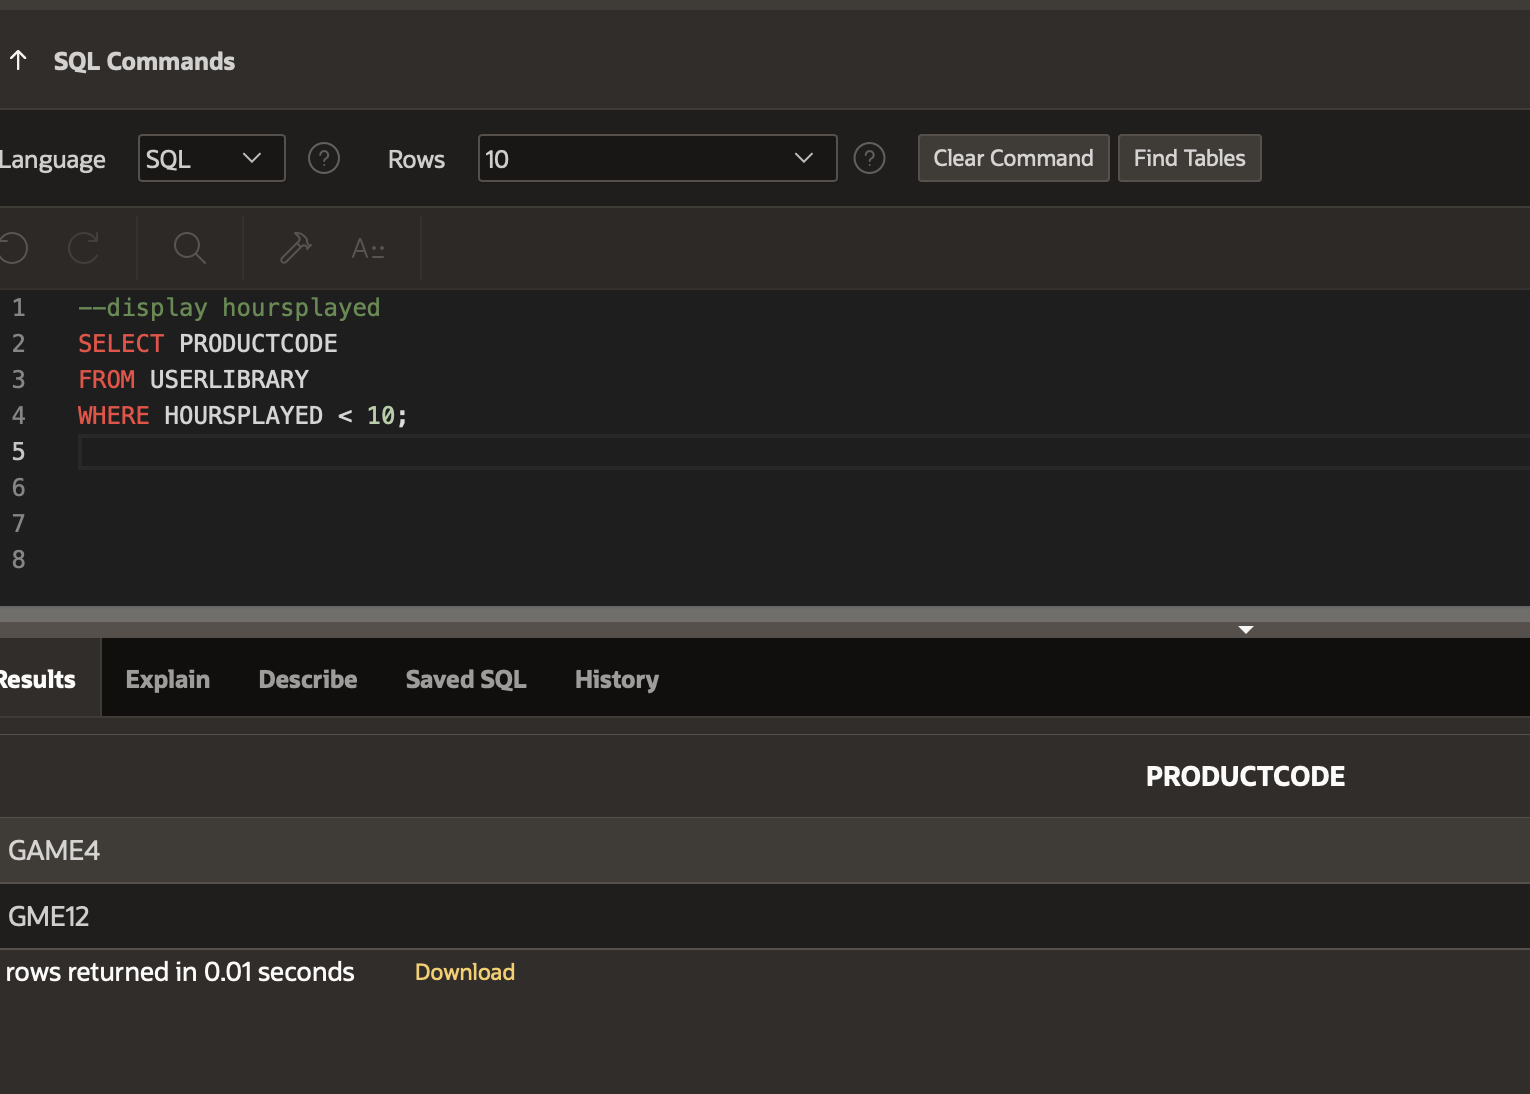 SQL Commands
Language SQL Rows 10 Clear Command Find Tables
A
1 --display hoursplayed
2 SELECT PRODUCTCODE
3 FROM USERLIBRARY
4 WHERE HOURSPLAYED < 10;
5
6
7
8
Results Explain Describe Saved SQL History
PRODUCTCODE
GAME4
GME12
rows returned in 0.01 seconds Download